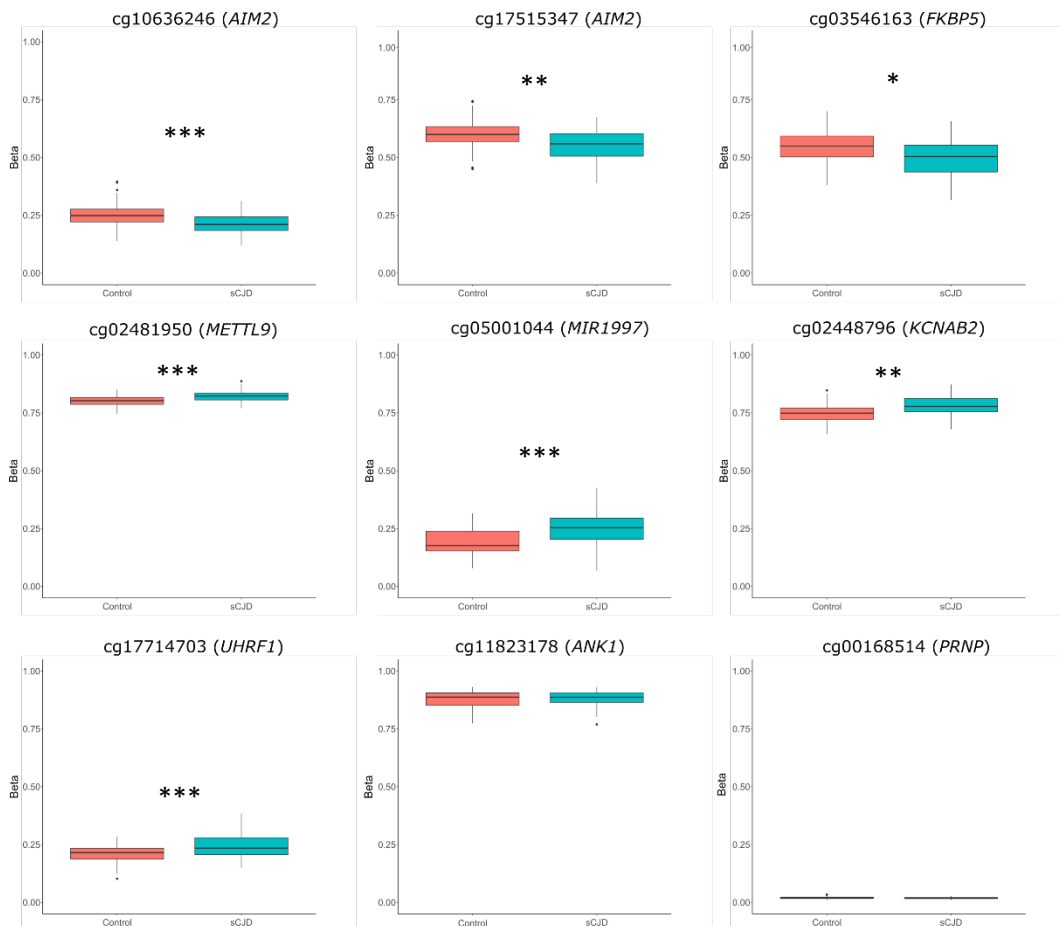 cg10636246 (AIM2) cg17515347 (AIM2) cg03546163 (FKBP5)
1.00 1.00 1.00
*** ** *
0.75 0.75 0.75
Beta Beta Beta
0.50 0.50 0.50
0.25 0.25 0.25
0.00 0.00 0.00
Control sCJD Control sCJD Control sCJD
cg02481950 (METTL9) cg05001044 (MIR1997) cg02448796 (KCNAB2)
1.00 1.00 1.00
*** *** **
0.75 0.75 0.75
Beta Beta Beta
0.50 0.50 0.50
0.25 0.25 0.25
0.00 0.00 0.00
Control sCJD Control sCJD Control sCJD
cg17714703 (UHRF1) cg11823178 (ANK1) cg00168514 (PRNP)
1.00 1.00 1.00
0.75 0.75 0.75
Beta Beta Beta
0.50 0.50 0.50
***
0.25 0.25 0.25
0.00 0.00 0.00
Control sCJD Control sCJD Control sCJD